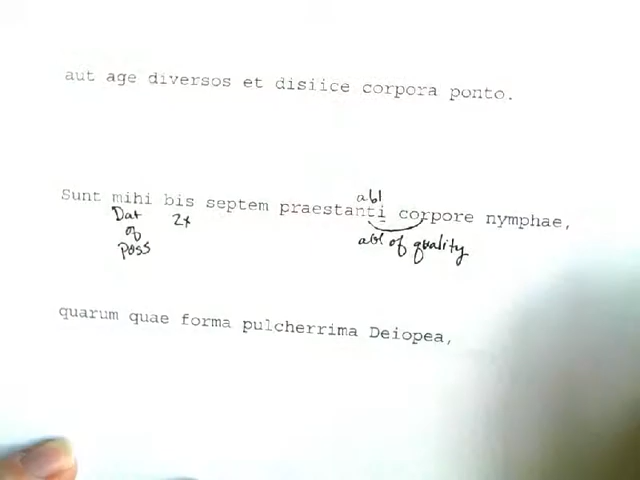 aut age diversos et disiice corpora ponto.
abl
Sunt mihi bis septem praestanti corpore nymphae,
Dat of Poss
2x
abl of quality
quarum quae forma pulcherrima Deiopea,